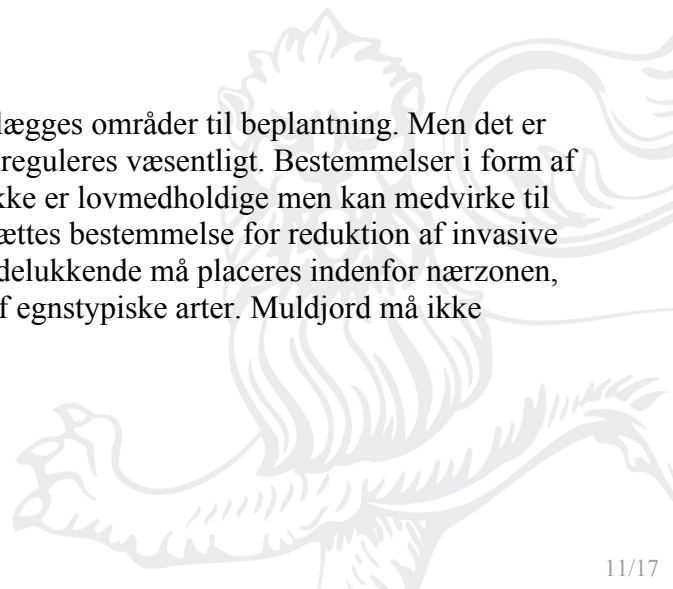 lægges områder til beplantning. Men det er
reguleres væsentligt. Bestemmelser i form af
kke er lovmedholdige men kan medvirke til
ættes bestemmelse for reduktion af invasive
delukkende må placeres indenfor nærzonen,
f egnstypiske arter. Muldjord må ikke
11/17